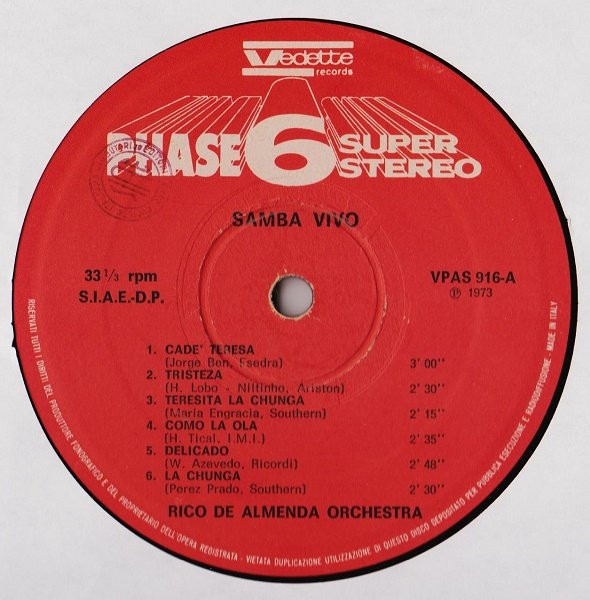 Vedette
records
PHASE 6 SUPER
STEREO
SAMBA VIVO
33 1/3 rpm
S.I.A.E.-D.P.
VPAS 916-A
Ⓟ 1973
1. CADE' TERESA
(Jorge Ben, Esedra) 3' 00''
2. TRISTEZA
(H. Lobo - Niltinho, Ariston) 2' 30''
3. TERESITA LA CHUNGA
(Maria Engracia, Southern) 2' 15''
4. COMO LA OLA
(H. Tical, I.M.I.) 2' 35''
5. DELICADO
(W. Azevedo, Ricordi) 2' 48''
6. LA CHUNGA
(Perez Prado, Southern) 2' 30''
RICO DE ALMENDA ORCHESTRA
RISERVATI TUTTI I DIRITTI DEL PRODUTTORE FONOGRAFICO E DEL PROPRIETARIO DELL'OPERA REGISTRATA - VIETATA DUPLICAZIONE UTILIZZAZIONE DI QUESTO DISCO DEPOSITATO PER PUBBLICA ESECUZIONE E RADIODIFFUSIONE - MADE IN ITALY